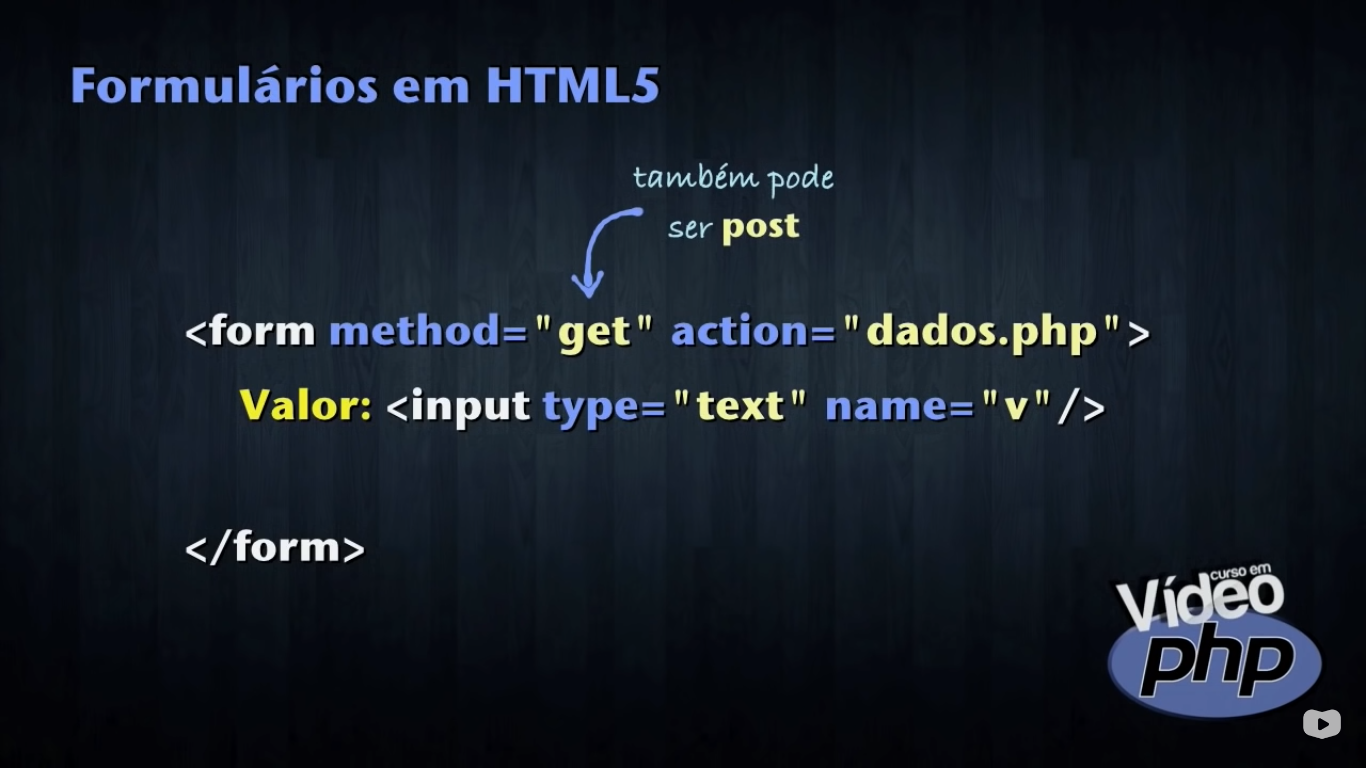 Formulários em HTML5
também pode
ser post
<form method="get" action="dados.php">
Valor: <input type="text" name="v"/>
</form>
curso em
Vídeo
php